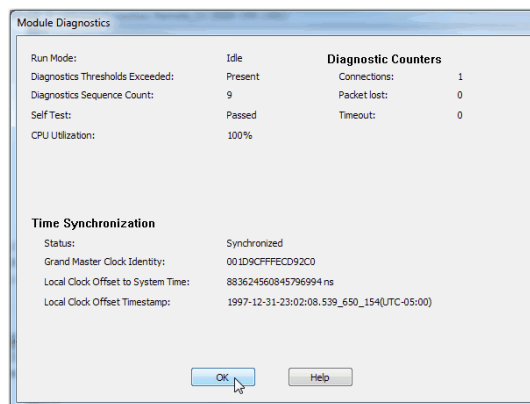 Module Diagnostics
Run Mode: Idle
Diagnostics Thresholds Exceeded: Present
Diagnostics Sequence Count: 9
Self Test: Passed
CPU Utilization: 100%
Diagnostic Counters
Connections: 1
Packet lost: 0
Timeout: 0
Time Synchronization
Status: Synchronized
Grand Master Clock Identity: 001D9CFFFECD92C0
Local Clock Offset to System Time: 883624560845796994 ns
Local Clock Offset Timestamp: 1997-12-31-23:02:08.539_650_154(UTC-05:00)
OK Help